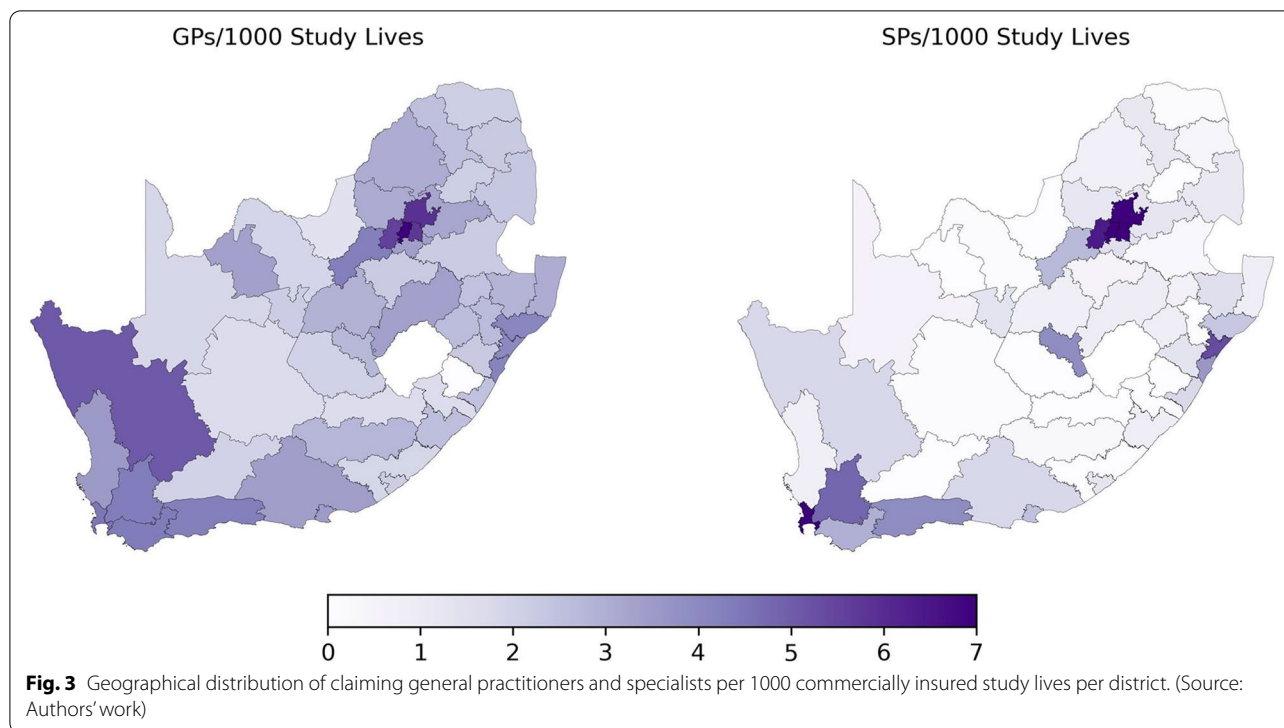 GPs/1000 Study Lives
SPs/1000 Study Lives
0 1 2 3 4 5 6 7
Fig. 3 Geographical distribution of claiming general practitioners and specialists per 1000 commercially insured study lives per district. (Source:
Authors’ work)